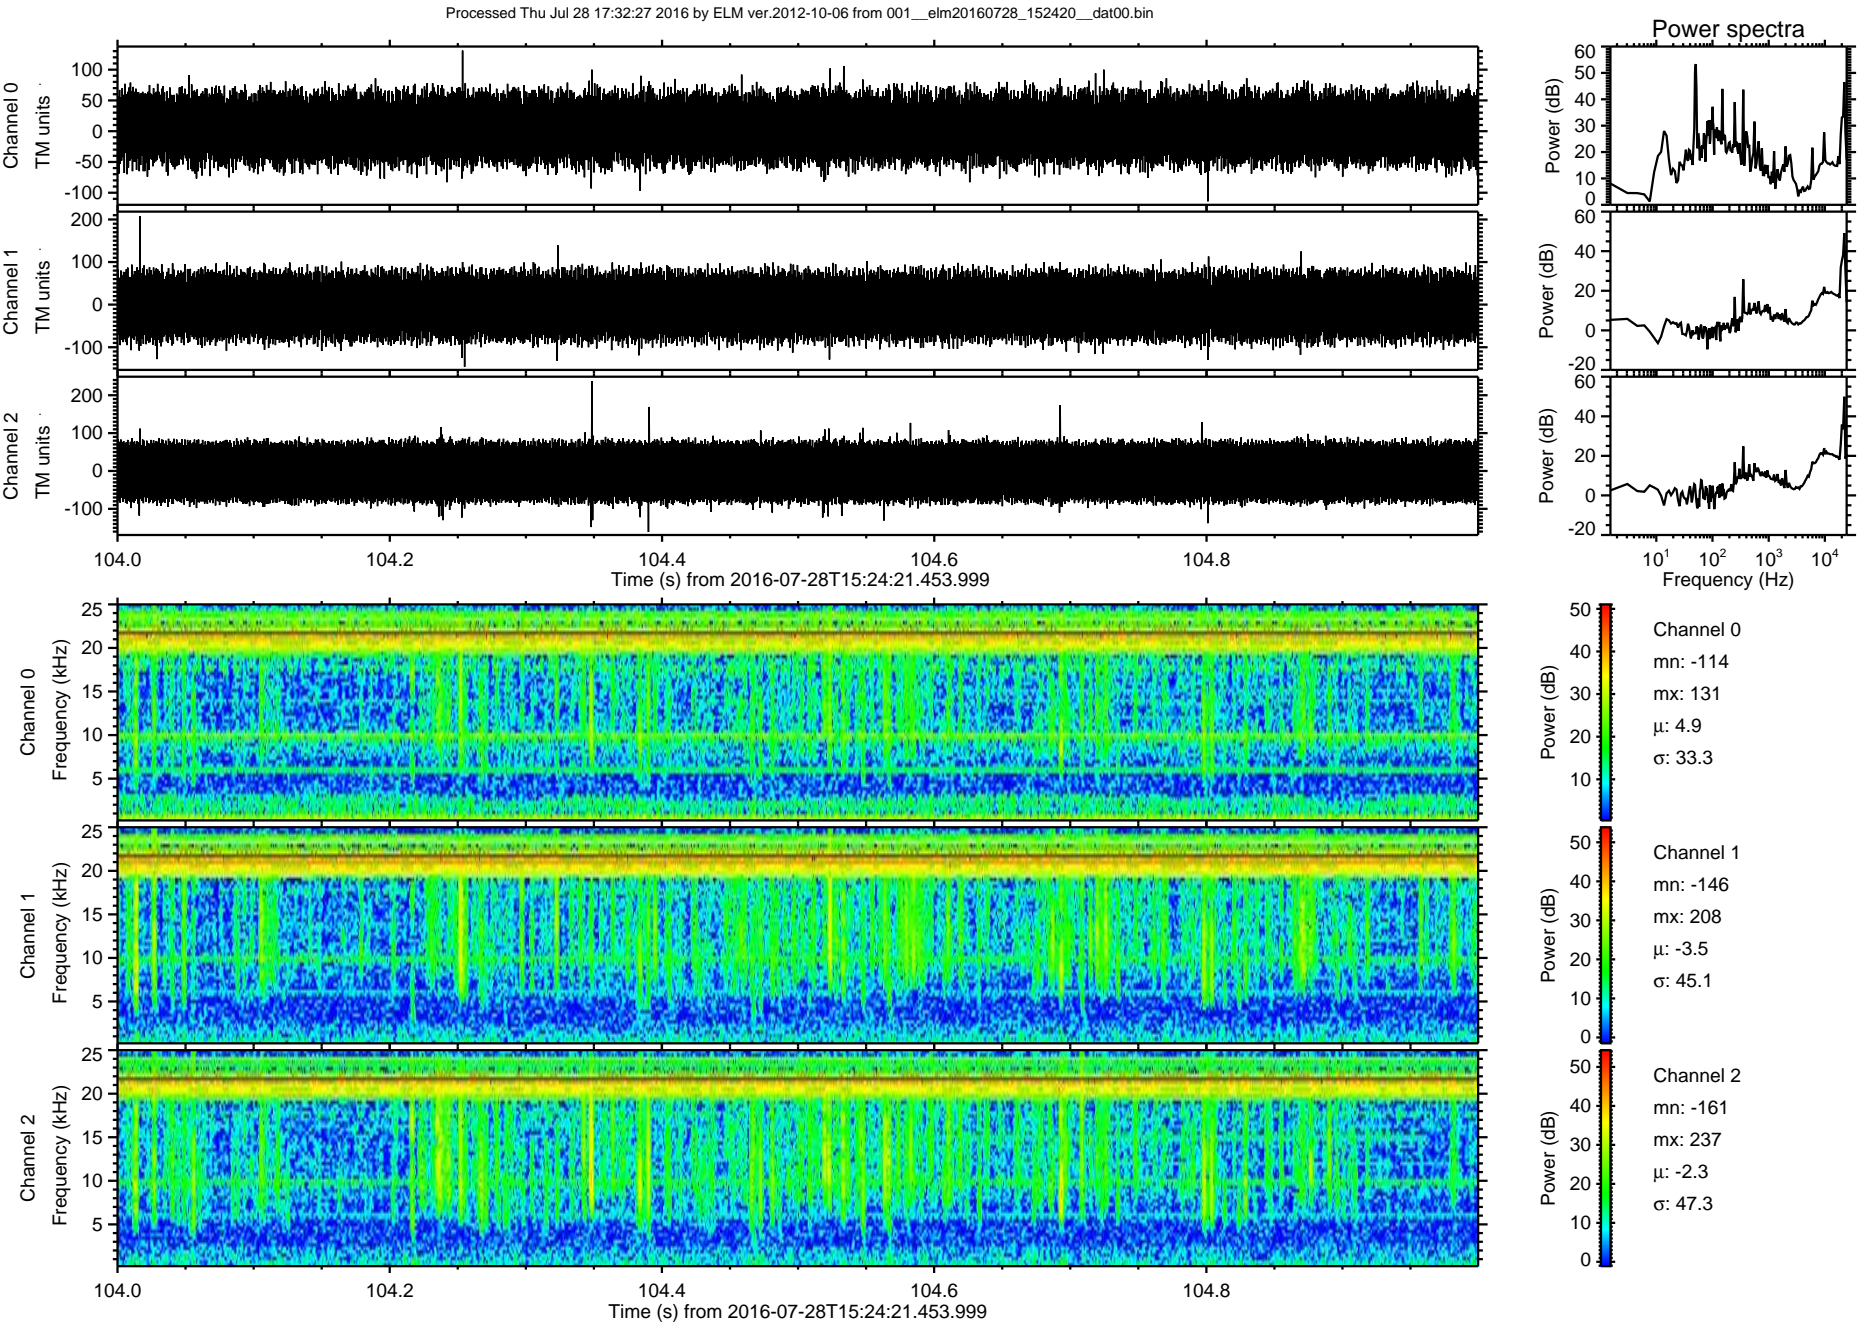 Processed Thu Jul 28 17:32:27 2016 by ELM ver.2012-10-06 from 001__elm20160728_152420__dat00.bin
Power spectra
Channel 0
TM units
100
50
0
-50
-100
Power (dB)
60
50
40
30
20
10
0
Channel 1
TM units
200
100
0
-100
Power (dB)
60
40
20
0
-20
Channel 2
TM units
200
100
0
-100
Power (dB)
60
40
20
0
-20
104.0 104.2 104.4 104.6 104.8
Time (s) from 2016-07-28T15:24:21.453.999
10¹ 10² 10³ 10⁴
Frequency (Hz)
Channel 0
Frequency (kHz)
25
20
15
10
5
Power (dB)
50
40
30
20
10
Channel 0
mn: -114
mx: 131
μ: 4.9
σ: 33.3
Channel 1
Frequency (kHz)
25
20
15
10
5
Power (dB)
50
40
30
20
10
0
Channel 1
mn: -146
mx: 208
μ: -3.5
σ: 45.1
Channel 2
Frequency (kHz)
25
20
15
10
5
Power (dB)
50
40
30
20
10
0
Channel 2
mn: -161
mx: 237
μ: -2.3
σ: 47.3
104.0 104.2 104.4 104.6 104.8
Time (s) from 2016-07-28T15:24:21.453.999